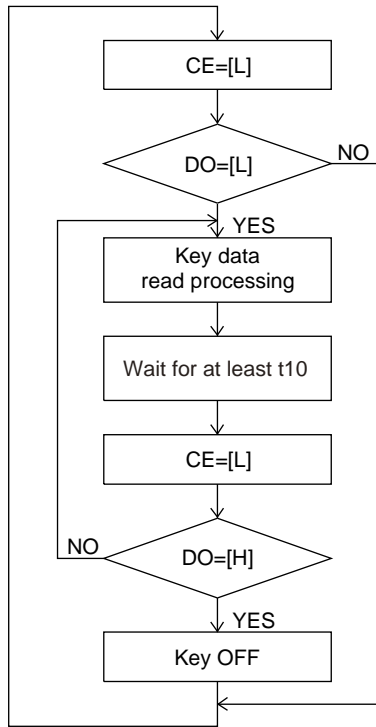 CE=[L]
DO=[L]
NO
YES
Key data
read processing
Wait for at least t10
CE=[L]
NO
DO=[H]
YES
Key OFF